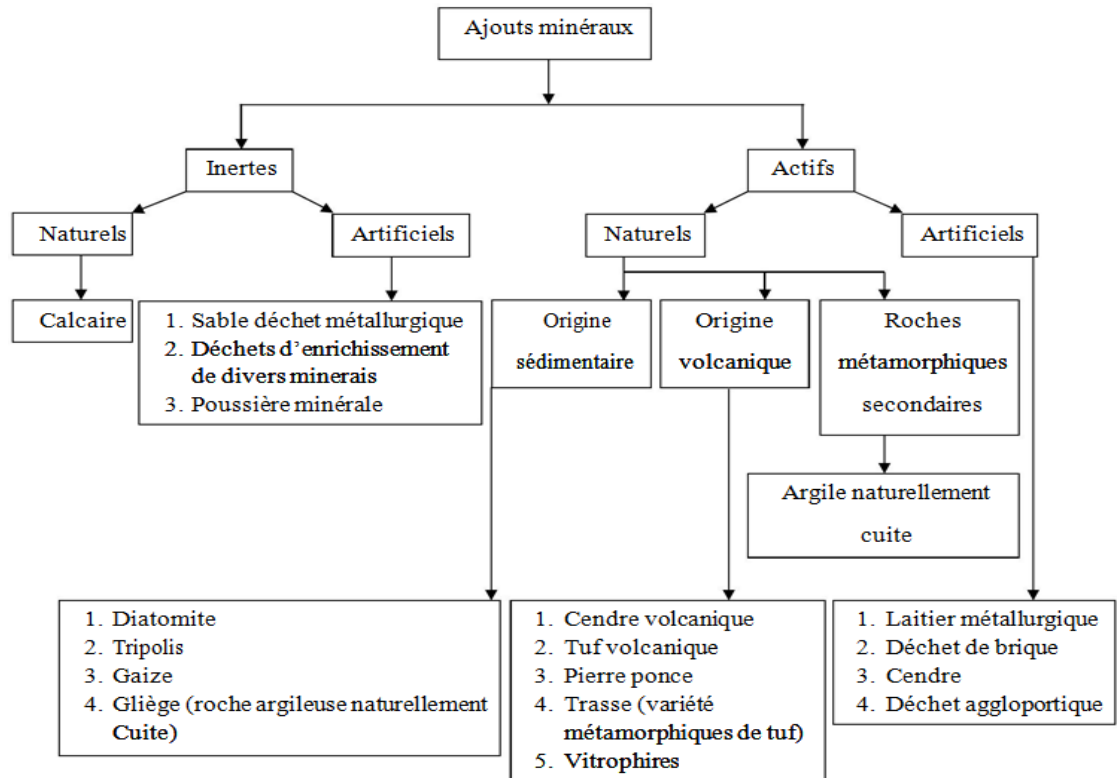 Ajouts minéraux
Inertes
Actifs
Naturels
Artificiels
Naturels
Artificiels
Calcaire
1. Sable déchet métallurgique
2. Déchets d'enrichissement
de divers minerais
3. Poussière minérale
Origine
sédimentaire
Origine
volcanique
Roches
métamorphiques
secondaires
Argile naturellement
cuite
1. Diatomite
2. Tripolis
3. Gaize
4. Gliège (roche argileuse naturellement
Cuite)
1. Cendre volcanique
2. Tuf volcanique
3. Pierre ponce
4. Trasse (variété
métamorphiques de tuf)
5. Vitrophires
1. Laitier métallurgique
2. Déchet de brique
3. Cendre
4. Déchet aggloportique